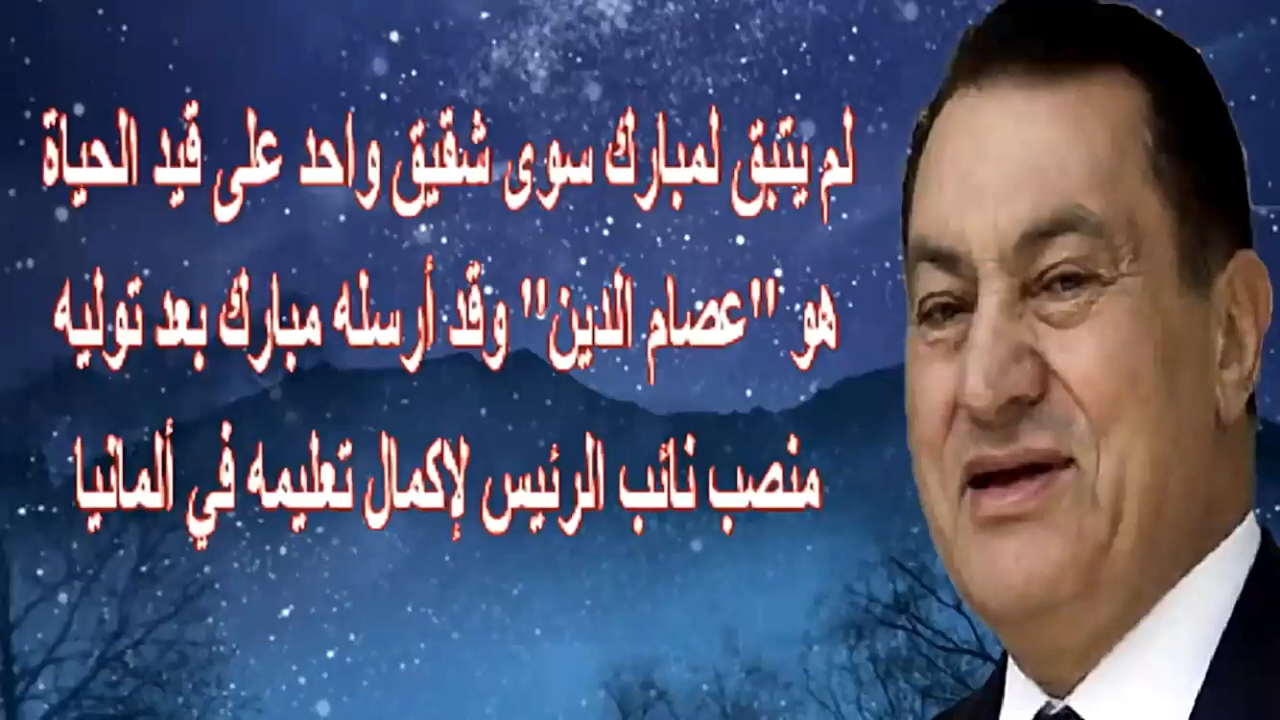 لم يتبق لمبارك سوى شقيق واحد على قيد الحياة
هو "عصام الدين" وقد أرسله مبارك بعد توليه
منصب نائب الرئيس لإكمال تعليمه في ألمانيا